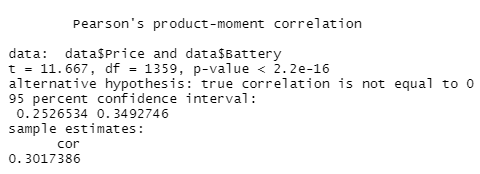 Pearson's product-moment correlation
data:  data$Price and data$Battery
t = 11.667, df = 1359, p-value < 2.2e-16
alternative hypothesis: true correlation is not equal to 0
95 percent confidence interval:
 0.2526534 0.3492746
sample estimates:
      cor
0.3017386